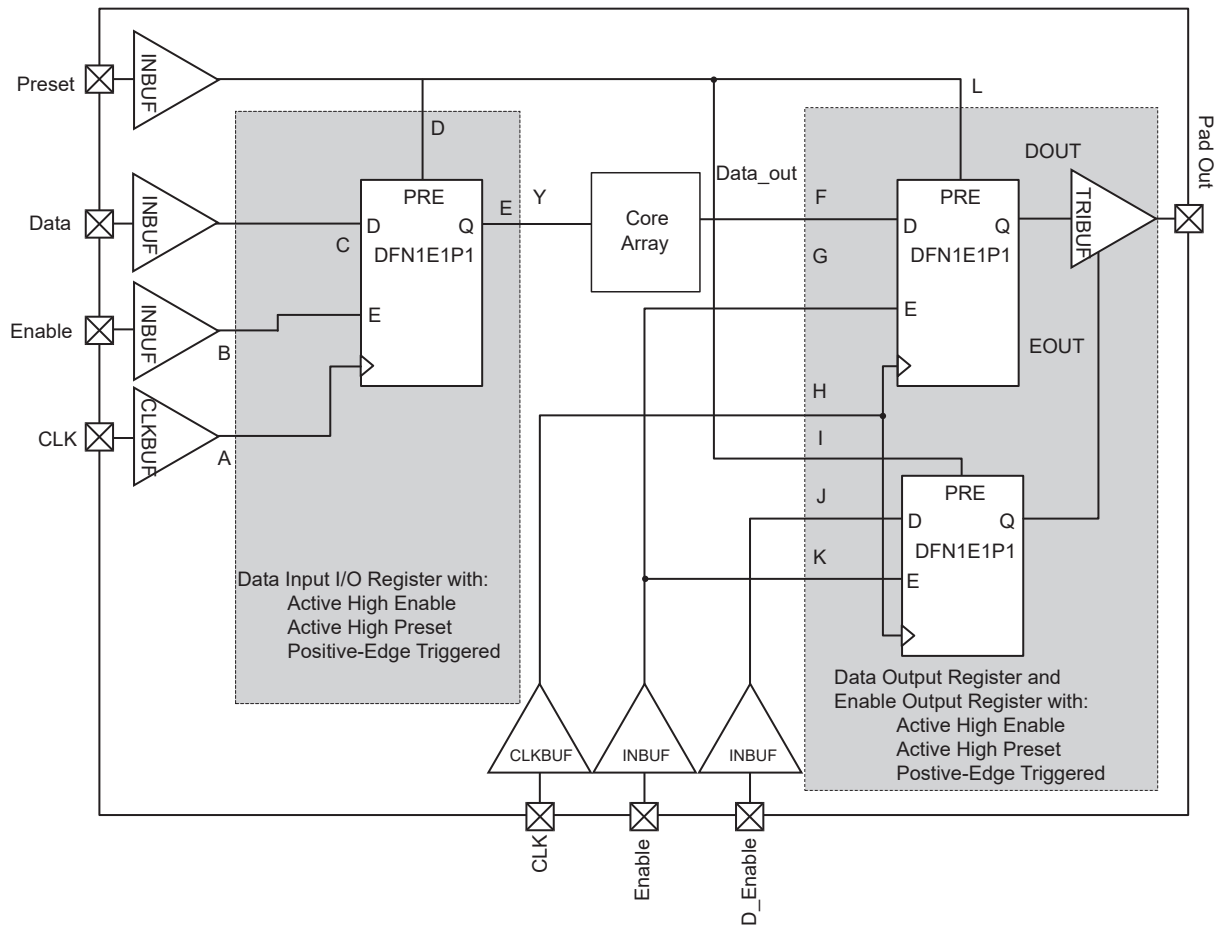 Preset
INBUF
L
D
Pad Out
DOUT
Data
INBUF
PRE
D
Q
DFN1E1P1
C
E
Y
Core
Array
Data_out
F
G
PRE
D
Q
DFN1E1P1
E
TRIBUF
EOUT
Enable
INBUF
B
E
CLK
CLKBUF
A
H
I
J
K
PRE
D
Q
DFN1E1P1
E
Data Input I/O Register with:
Active High Enable
Active High Preset
Positive-Edge Triggered
Data Output Register and
Enable Output Register with:
Active High Enable
Active High Preset
Postive-Edge Triggered
CLKBUF
INBUF
INBUF
CLK
Enable
D_Enable